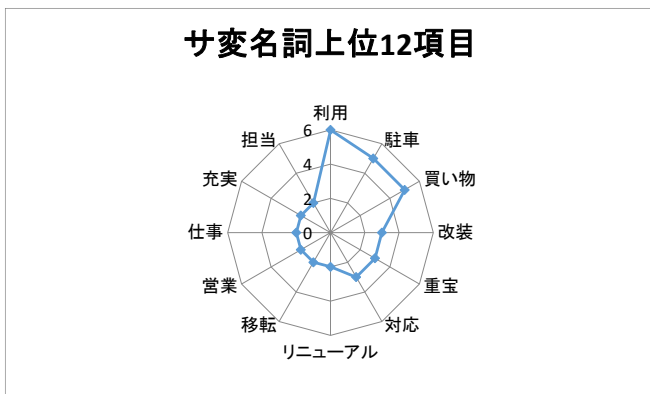 サ変名詞上位12項目
利用
駐車
買い物
改装
重宝
対応
リニューアル
移転
営業
仕事
充実
担当
6
4
2
0